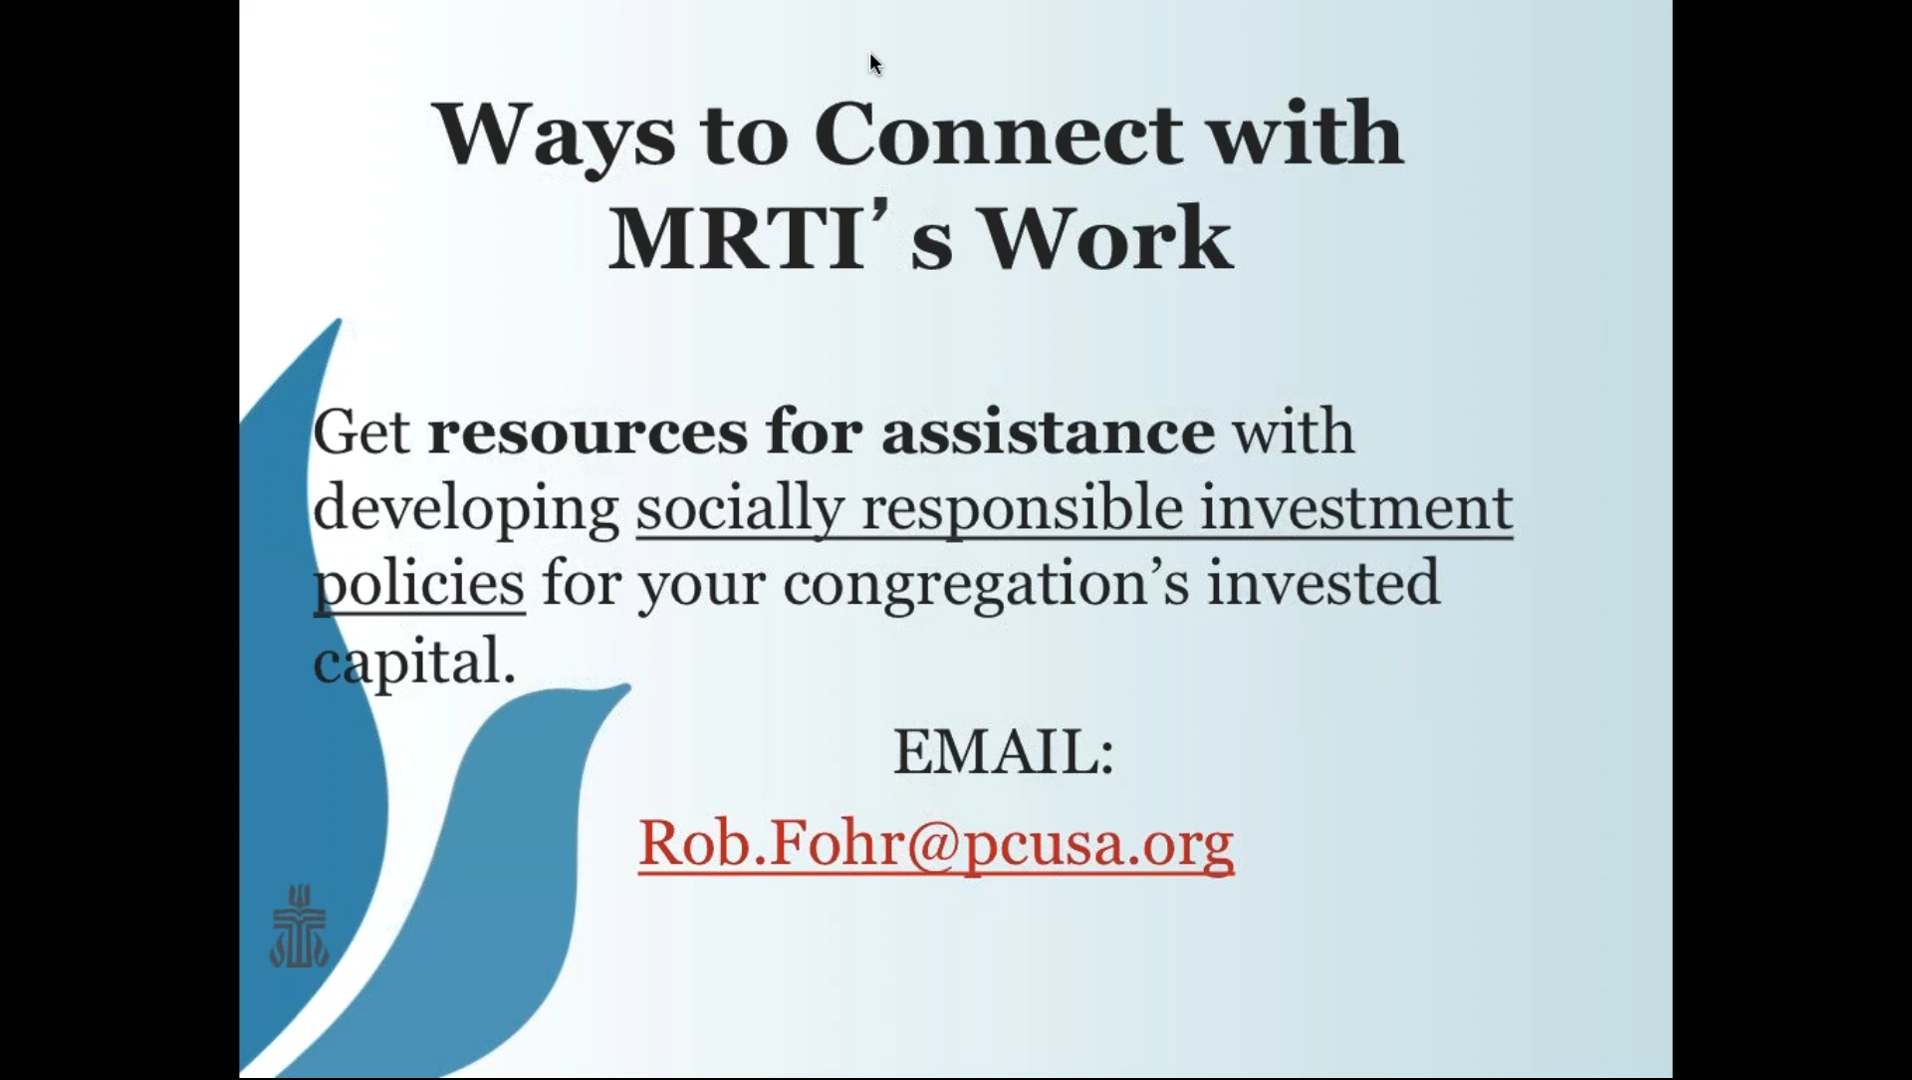 Ways to Connect with
MRTI’s Work
Get resources for assistance with
developing socially responsible investment
policies for your congregation’s invested
capital.
EMAIL:
Rob.Fohr@pcusa.org